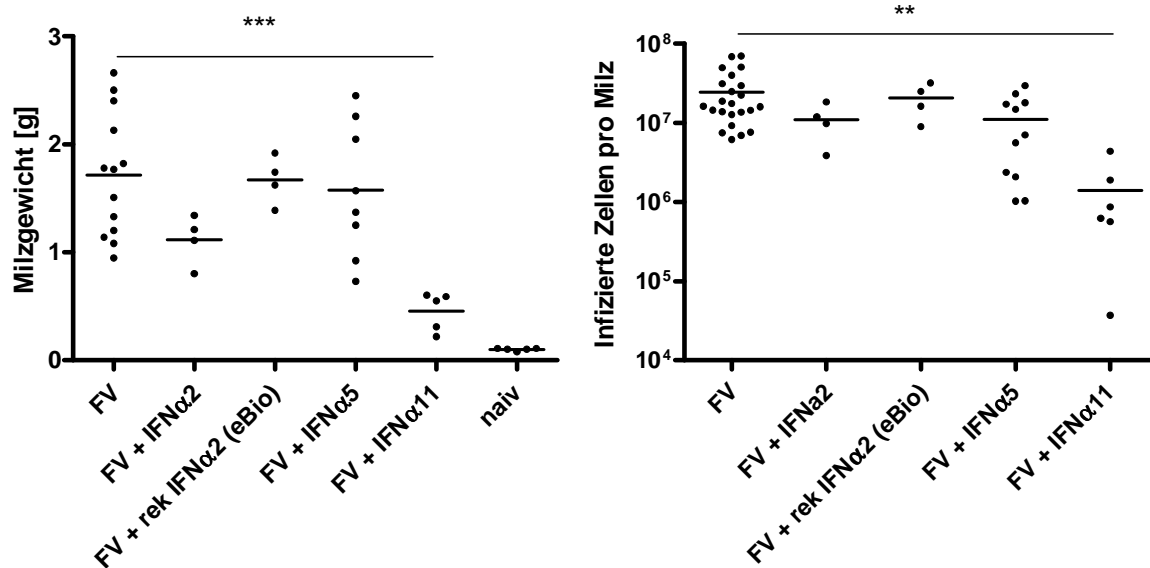 ***
3
2
1
0
Milzgewicht [g]
FV
FV + IFNα2
FV + rek IFNα2 (eBio)
FV + IFNα5
FV + IFNα11
naiv
**
10⁸
10⁷
10⁶
10⁵
10⁴
Infizierte Zellen pro Milz
FV
FV + IFNa2
FV + rek IFNα2 (eBio)
FV + IFNα5
FV + IFNα11